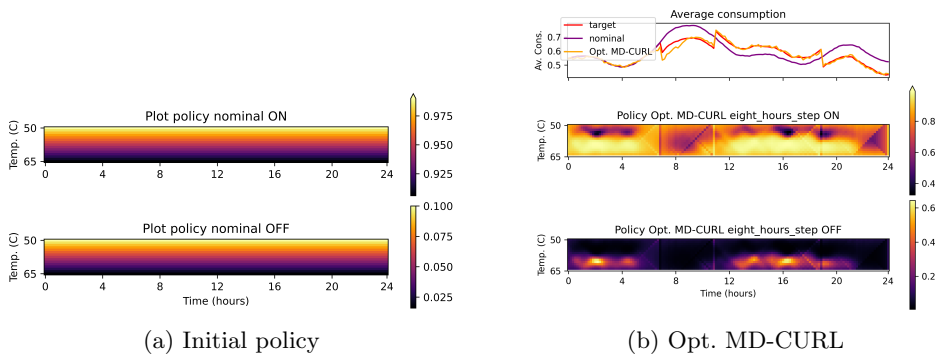 Plot policy nominal ON
Temp. (C)
50
65
0 4 8 12 16 20 24
0.975
0.950
0.925
Plot policy nominal OFF
Temp. (C)
50
65
0 4 8 12 16 20 24
Time (hours)
0.100
0.075
0.050
0.025
(a) Initial policy
Average consumption
Av. Cons.
0.7
0.6
0.5
target
nominal
Opt. MD-CURL
Policy Opt. MD-CURL eight_hours_step ON
Temp. (C)
50
65
0 4 8 12 16 20 24
0.8
0.6
0.4
Policy Opt. MD-CURL eight_hours_step OFF
Temp. (C)
50
65
0 4 8 12 16 20 24
Time (hours)
0.6
0.4
0.2
(b) Opt. MD-CURL